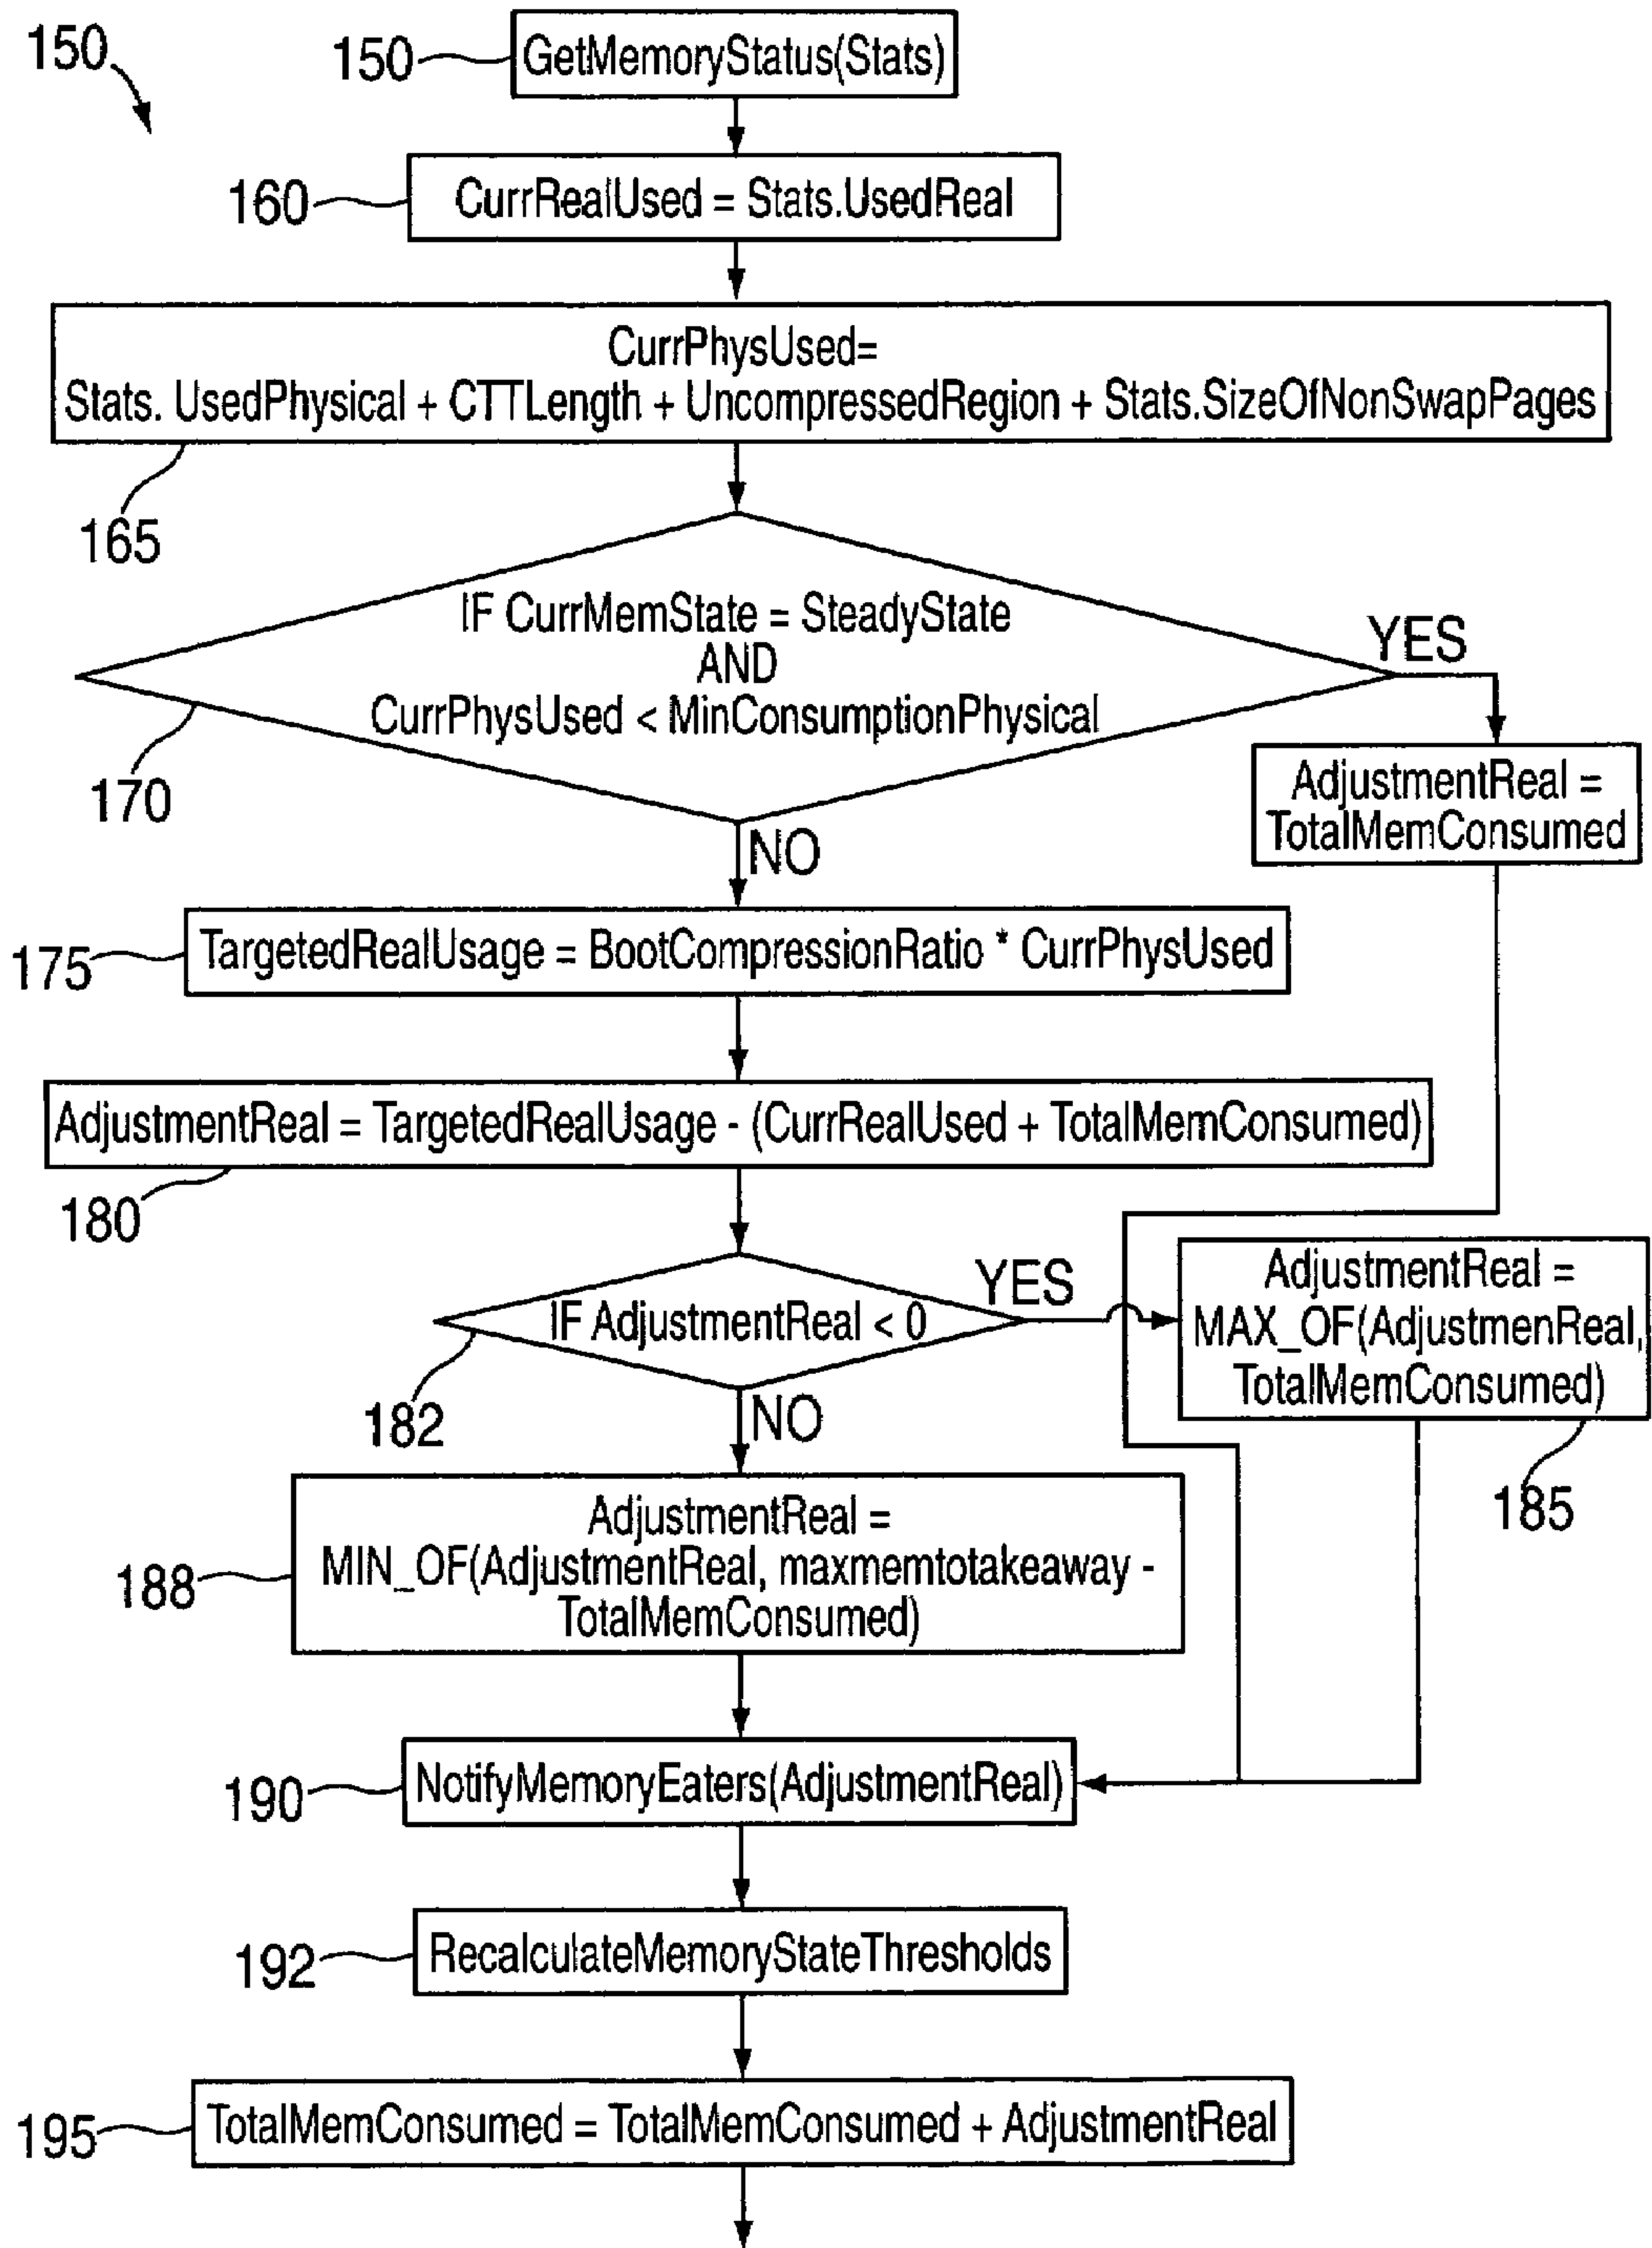 150
150
GetMemoryStatus(Stats)
160
CurrRealUsed = Stats.UsedReal
CurrPhysUsed=
Stats. UsedPhysical + CTTLength + UncompressedRegion + Stats.SizeOfNonSwapPages
165
IF CurrMemState = SteadyState
AND
CurrPhysUsed < MinConsumptionPhysical
170
YES
AdjustmentReal =
TotalMemConsumed
NO
175
TargetedRealUsage = BootCompressionRatio * CurrPhysUsed
AdjustmentReal = TargetedRealUsage - (CurrRealUsed + TotalMemConsumed)
180
IF AdjustmentReal < 0
182
YES
AdjustmentReal =
MAX_OF(AdjustmenReal,
TotalMemConsumed)
185
NO
188
AdjustmentReal =
MIN_OF(AdjustmentReal, maxmemtotakeaway -
TotalMemConsumed)
190
NotifyMemoryEaters(AdjustmentReal)
192
RecalculateMemoryStateThresholds
195
TotalMemConsumed = TotalMemConsumed + AdjustmentReal